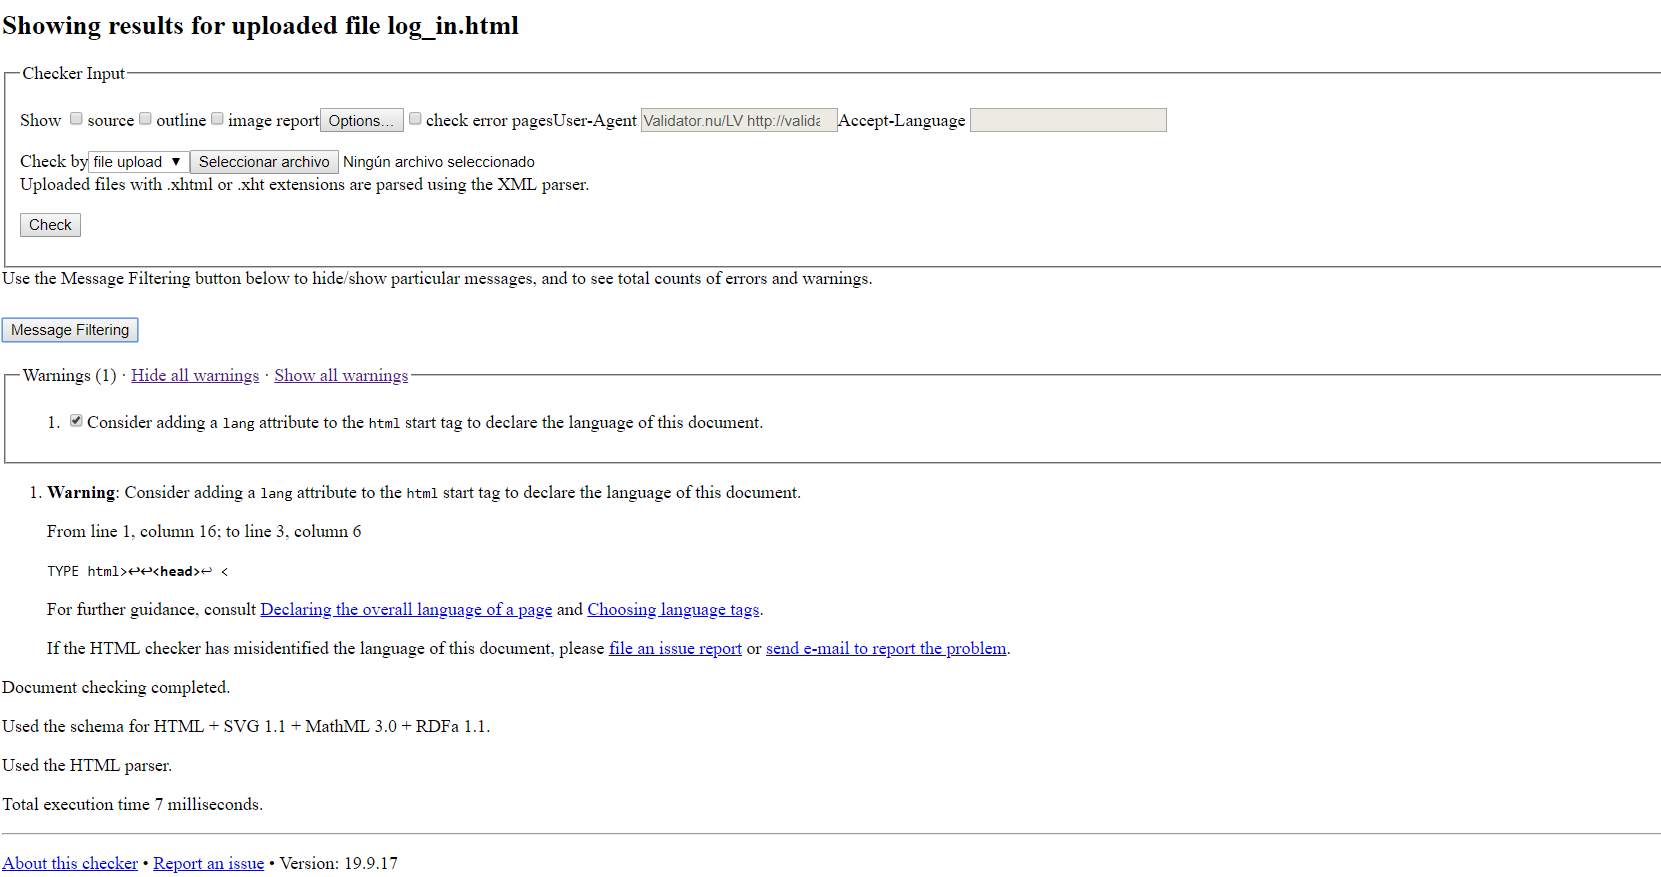 Showing results for uploaded file log_in.html
Checker Input
Show source outline image report Options... check error pagesUser-Agent Validator.nu/LV http://valida Accept-Language
Check by file upload ▼ Seleccionar archivo Ningún archivo seleccionado
Uploaded files with .xhtml or .xht extensions are parsed using the XML parser.
Check
Use the Message Filtering button below to hide/show particular messages, and to see total counts of errors and warnings.
Message Filtering
Warnings (1) · Hide all warnings · Show all warnings
1. Consider adding a lang attribute to the html start tag to declare the language of this document.
1. Warning: Consider adding a lang attribute to the html start tag to declare the language of this document.
From line 1, column 16; to line 3, column 6
TYPE html>↩↩<head>↩ <
For further guidance, consult Declaring the overall language of a page and Choosing language tags.
If the HTML checker has misidentified the language of this document, please file an issue report or send e-mail to report the problem.
Document checking completed.
Used the schema for HTML + SVG 1.1 + MathML 3.0 + RDFa 1.1.
Used the HTML parser.
Total execution time 7 milliseconds.
About this checker • Report an issue • Version: 19.9.17